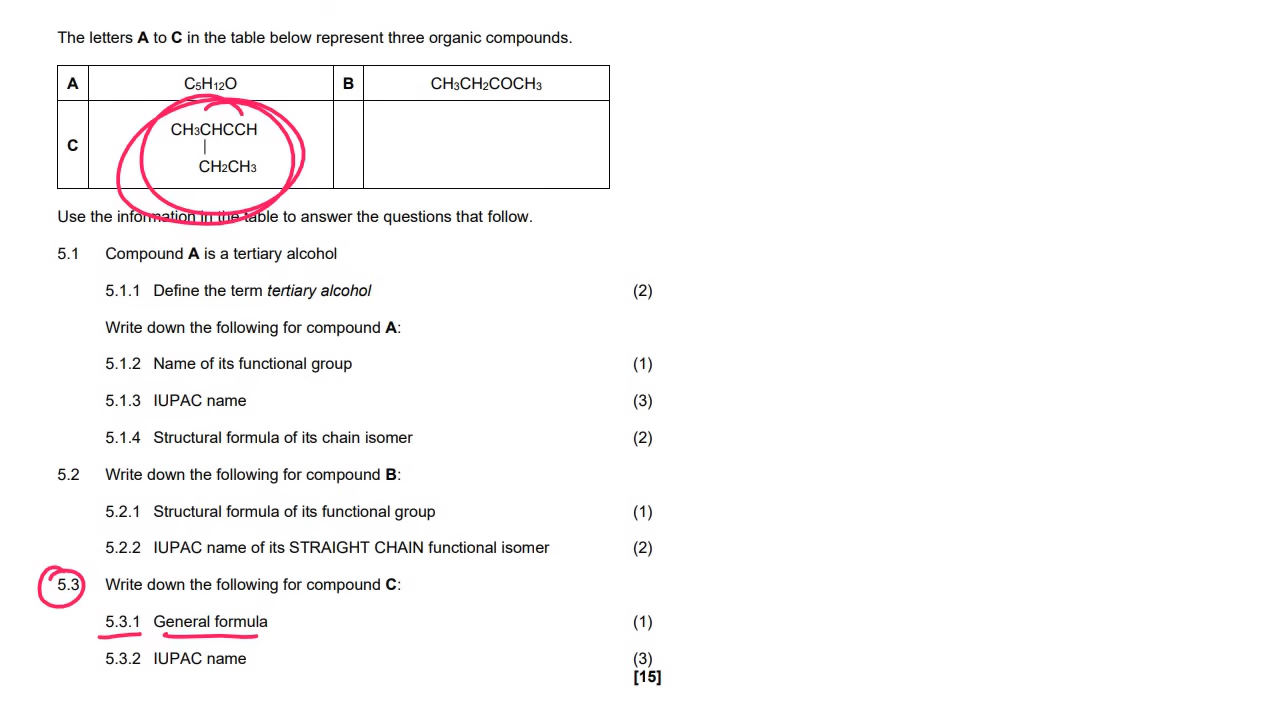 The letters A to C in the table below represent three organic compounds.
A C₅H₁₂O B CH₃CH₂COCH₃
C CH₃CHCCH
|
CH₂CH₃
Use the information in the table to answer the questions that follow.
5.1 Compound A is a tertiary alcohol
5.1.1 Define the term tertiary alcohol (2)
Write down the following for compound A:
5.1.2 Name of its functional group (1)
5.1.3 IUPAC name (3)
5.1.4 Structural formula of its chain isomer (2)
5.2 Write down the following for compound B:
5.2.1 Structural formula of its functional group (1)
5.2.2 IUPAC name of its STRAIGHT CHAIN functional isomer (2)
5.3 Write down the following for compound C:
5.3.1 General formula (1)
5.3.2 IUPAC name (3)
[15]